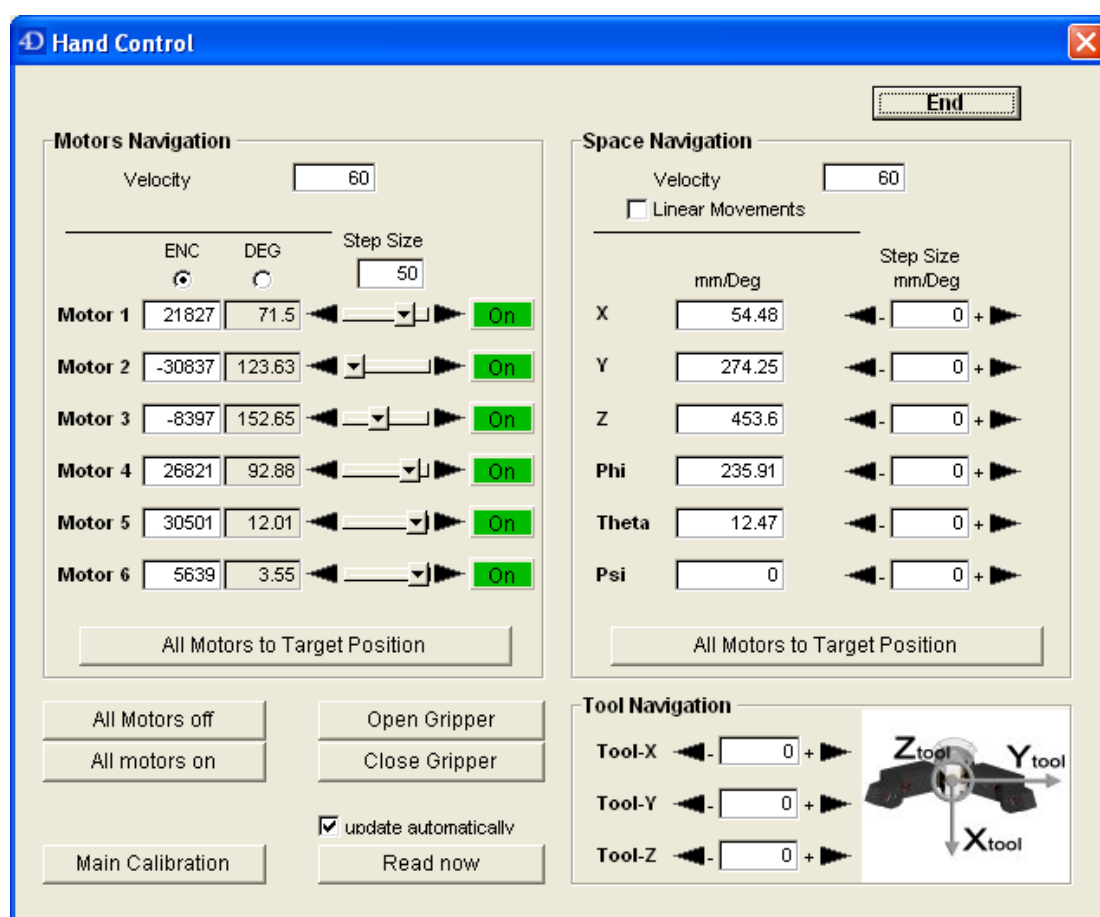 4D Hand Control
End
Motors Navigation
Velocity 60
ENC DEG Step Size
50
Motor 1 21827 71.5 On
Motor 2 -30837 123.63 On
Motor 3 -8397 152.65 On
Motor 4 26821 92.88 On
Motor 5 30501 12.01 On
Motor 6 5639 3.55 On
All Motors to Target Position
Space Navigation
Velocity 60
Linear Movements
Step Size
mm/Deg mm/Deg
X 54.48 - 0 +
Y 274.25 - 0 +
Z 453.6 - 0 +
Phi 235.91 - 0 +
Theta 12.47 - 0 +
Psi 0 - 0 +
All Motors to Target Position
All Motors off Open Gripper
All motors on Close Gripper
update automatically
Main Calibration Read now
Tool Navigation
Tool-X - 0 +
Tool-Y - 0 +
Tool-Z - 0 +
Ztool Ytool
Xtool